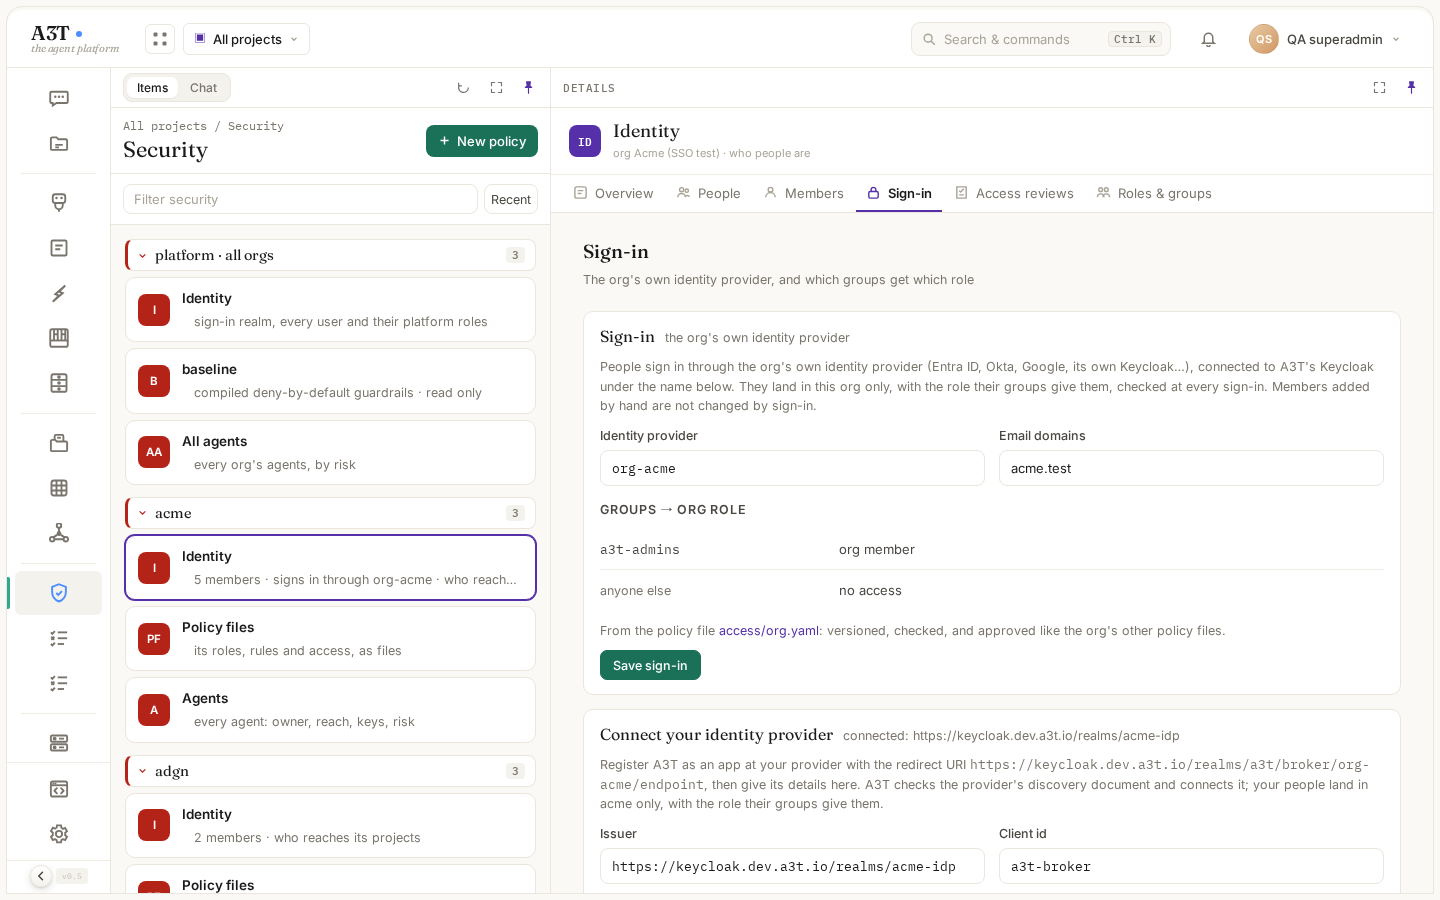 A3T
the agent platform
All projects
Search & commands
Ctrl K
QS
QA superadmin
Items
Chat
DETAILS
All projects / Security
Security
New policy
Filter security
Recent
platform · all orgs
3
I
Identity
sign-in realm, every user and their platform roles
B
baseline
compiled deny-by-default guardrails · read only
AA
All agents
every org's agents, by risk
acme
3
I
Identity
5 members · signs in through org-acme · who reach...
PF
Policy files
its roles, rules and access, as files
A
Agents
every agent: owner, reach, keys, risk
adgn
3
I
Identity
2 members · who reaches its projects
Policy files
v0.5
ID
Identity
org Acme (SSO test) · who people are
Overview
People
Members
Sign-in
Access reviews
Roles & groups
Sign-in
The org's own identity provider, and which groups get which role
Sign-in the org's own identity provider
People sign in through the org's own identity provider (Entra ID, Okta, Google, its own Keycloak...), connected to A3T's Keycloak
under the name below. They land in this org only, with the role their groups give them, checked at every sign-in. Members added
by hand are not changed by sign-in.
Identity provider
Email domains
org-acme
acme.test
GROUPS → ORG ROLE
a3t-admins
org member
anyone else
no access
From the policy file access/org.yaml: versioned, checked, and approved like the org's other policy files.
Save sign-in
Connect your identity provider connected: https://keycloak.dev.a3t.io/realms/acme-idp
Register A3T as an app at your provider with the redirect URI https://keycloak.dev.a3t.io/realms/a3t/broker/org-
acme/endpoint, then give its details here. A3T checks the provider's discovery document and connects it; your people land in
acme only, with the role their groups give them.
Issuer
Client id
https://keycloak.dev.a3t.io/realms/acme-idp
a3t-broker